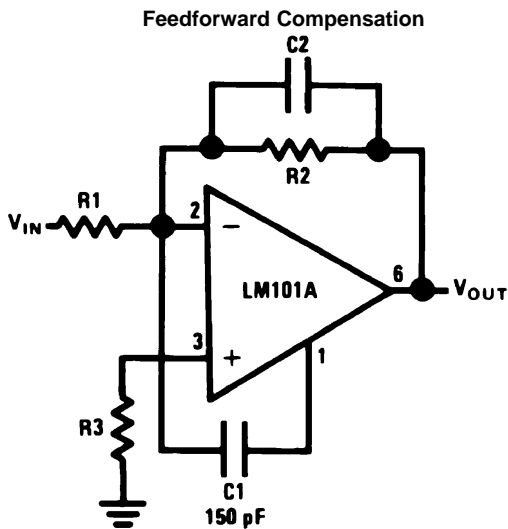 Feedforward Compensation
C2
R2
R1
VIN
2
−
LM101A
6
VOUT
3
+
1
R3
C1
150 pF